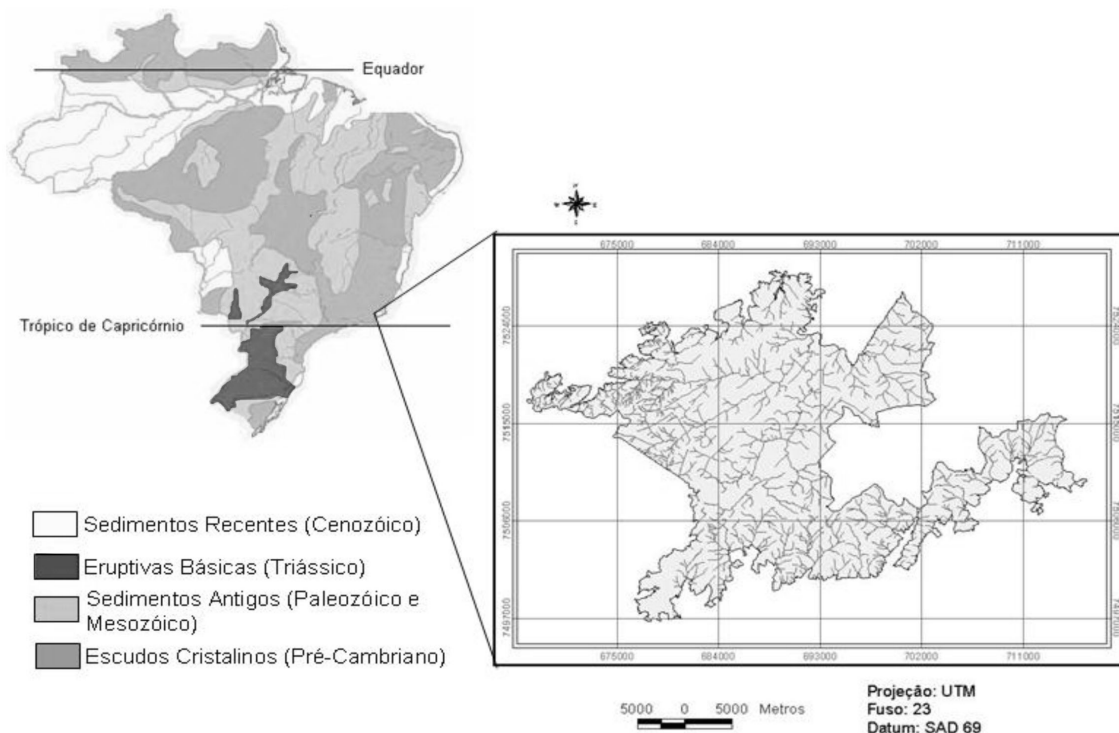 Equador
Trópico de Capricórnio
Sedimentos Recentes (Cenozóico)
Eruptivas Básicas (Triássico)
Sedimentos Antigos (Paleozóico e
Mesozóico)
Escudos Cristalinos (Pré-Cambriano)
675000 684000 693000 702000 711000
7524000
7515000
7506000
7497000
675000 684000 693000 702000 711000
5000 0 5000 Metros
Projeção: UTM
Fuso: 23
Datum: SAD 69